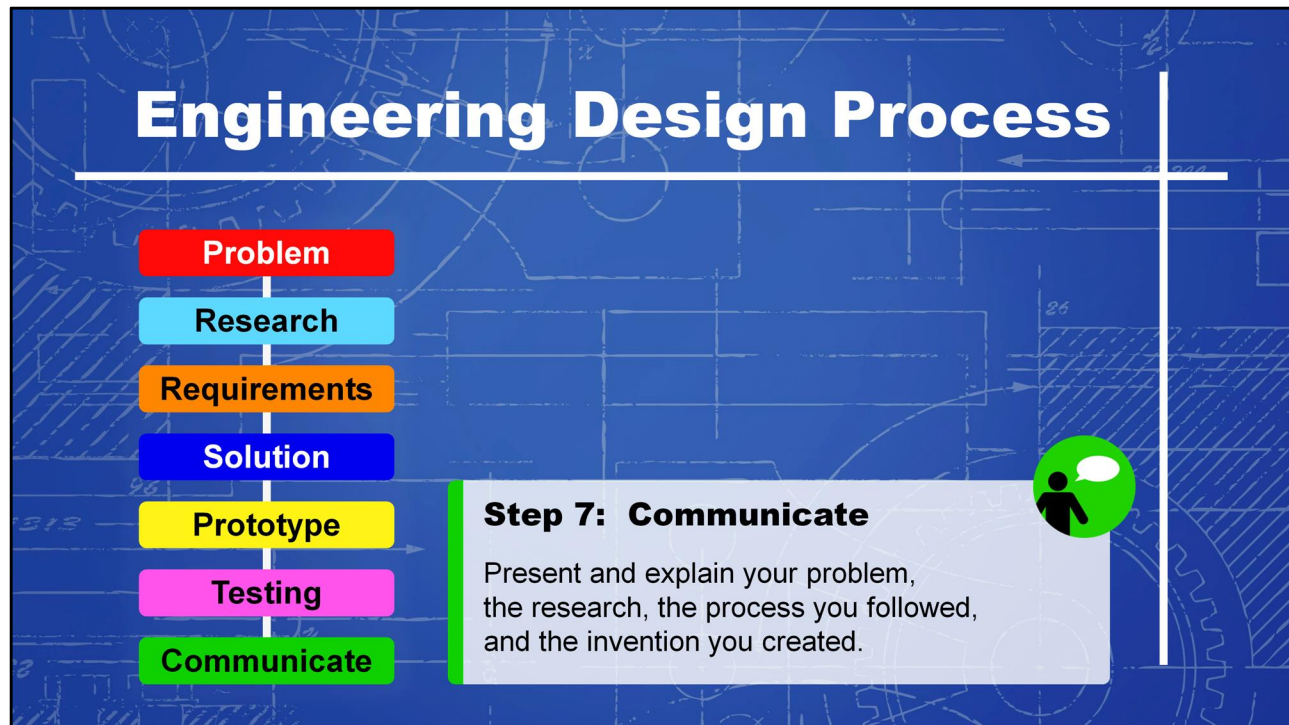 Engineering Design Process
Problem
Research
Requirements
Solution
Prototype
Testing
Communicate
Step 7: Communicate
Present and explain your problem,
the research, the process you followed,
and the invention you created.
26